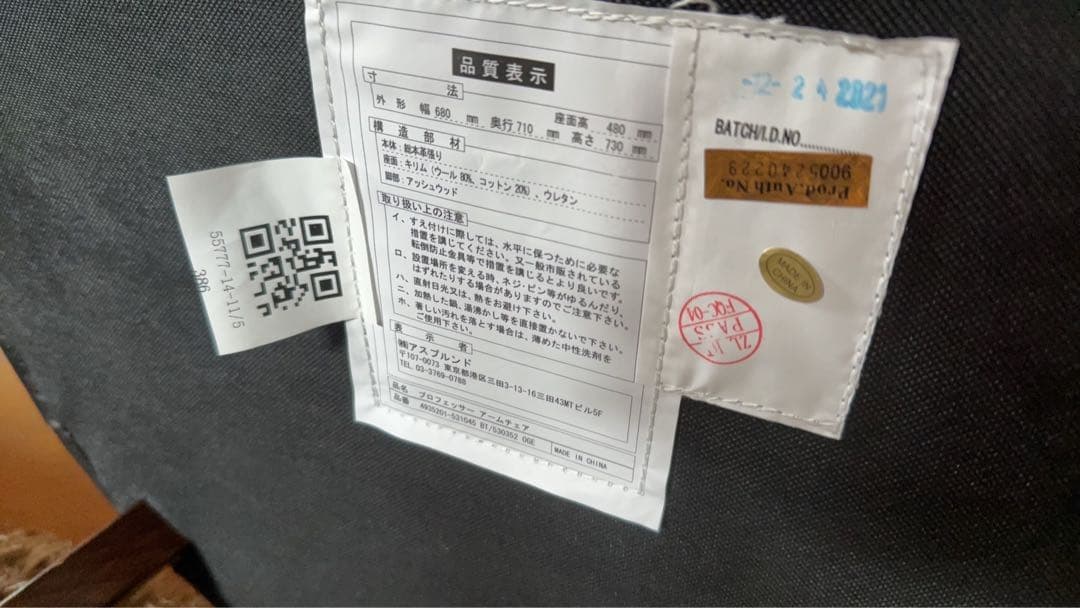 品質表示
寸法
外形 幅 680 mm 奥行 710 mm 高さ 730 mm
座面高 480 mm
構造部材
本体：総本革張り
座面：キリム（ウール 80%、コットン 20%）、ウレタン
脚部：アッシュウッド
取り扱い上の注意
イ、すえ付けに際しては、水平に保つために必要な
措置を講じてください。又一般市販されている
転倒防止金具等で措置を講じるとより良いです。
ロ、設置場所を変える時、ネジ・ピン等がゆるんだり、
はずれたりする場合がありますのでご注意下さい。
ハ、直射日光又は、熱をお避け下さい。
ニ、加熱した鍋、湯沸かし等を直接置かないで下さい。
ホ、著しい汚れを落とす場合は、薄めた中性洗剤を
ご使用下さい。
表示者
㈱アスプルンド
〒107-0073 東京都港区三田3-13-16三田43MTビル5F
TEL 03-3769-0788
品名 プロフェッサー アームチェア
品番 4935201-531045 BT/530352 OGE
MADE IN CHINA
2 4 2021
BATCH/I.D.NO.
Prod.Auth No.
9005240229
MADE IN
CHINA
PASS
FQC-04
55777-14-11/5
386